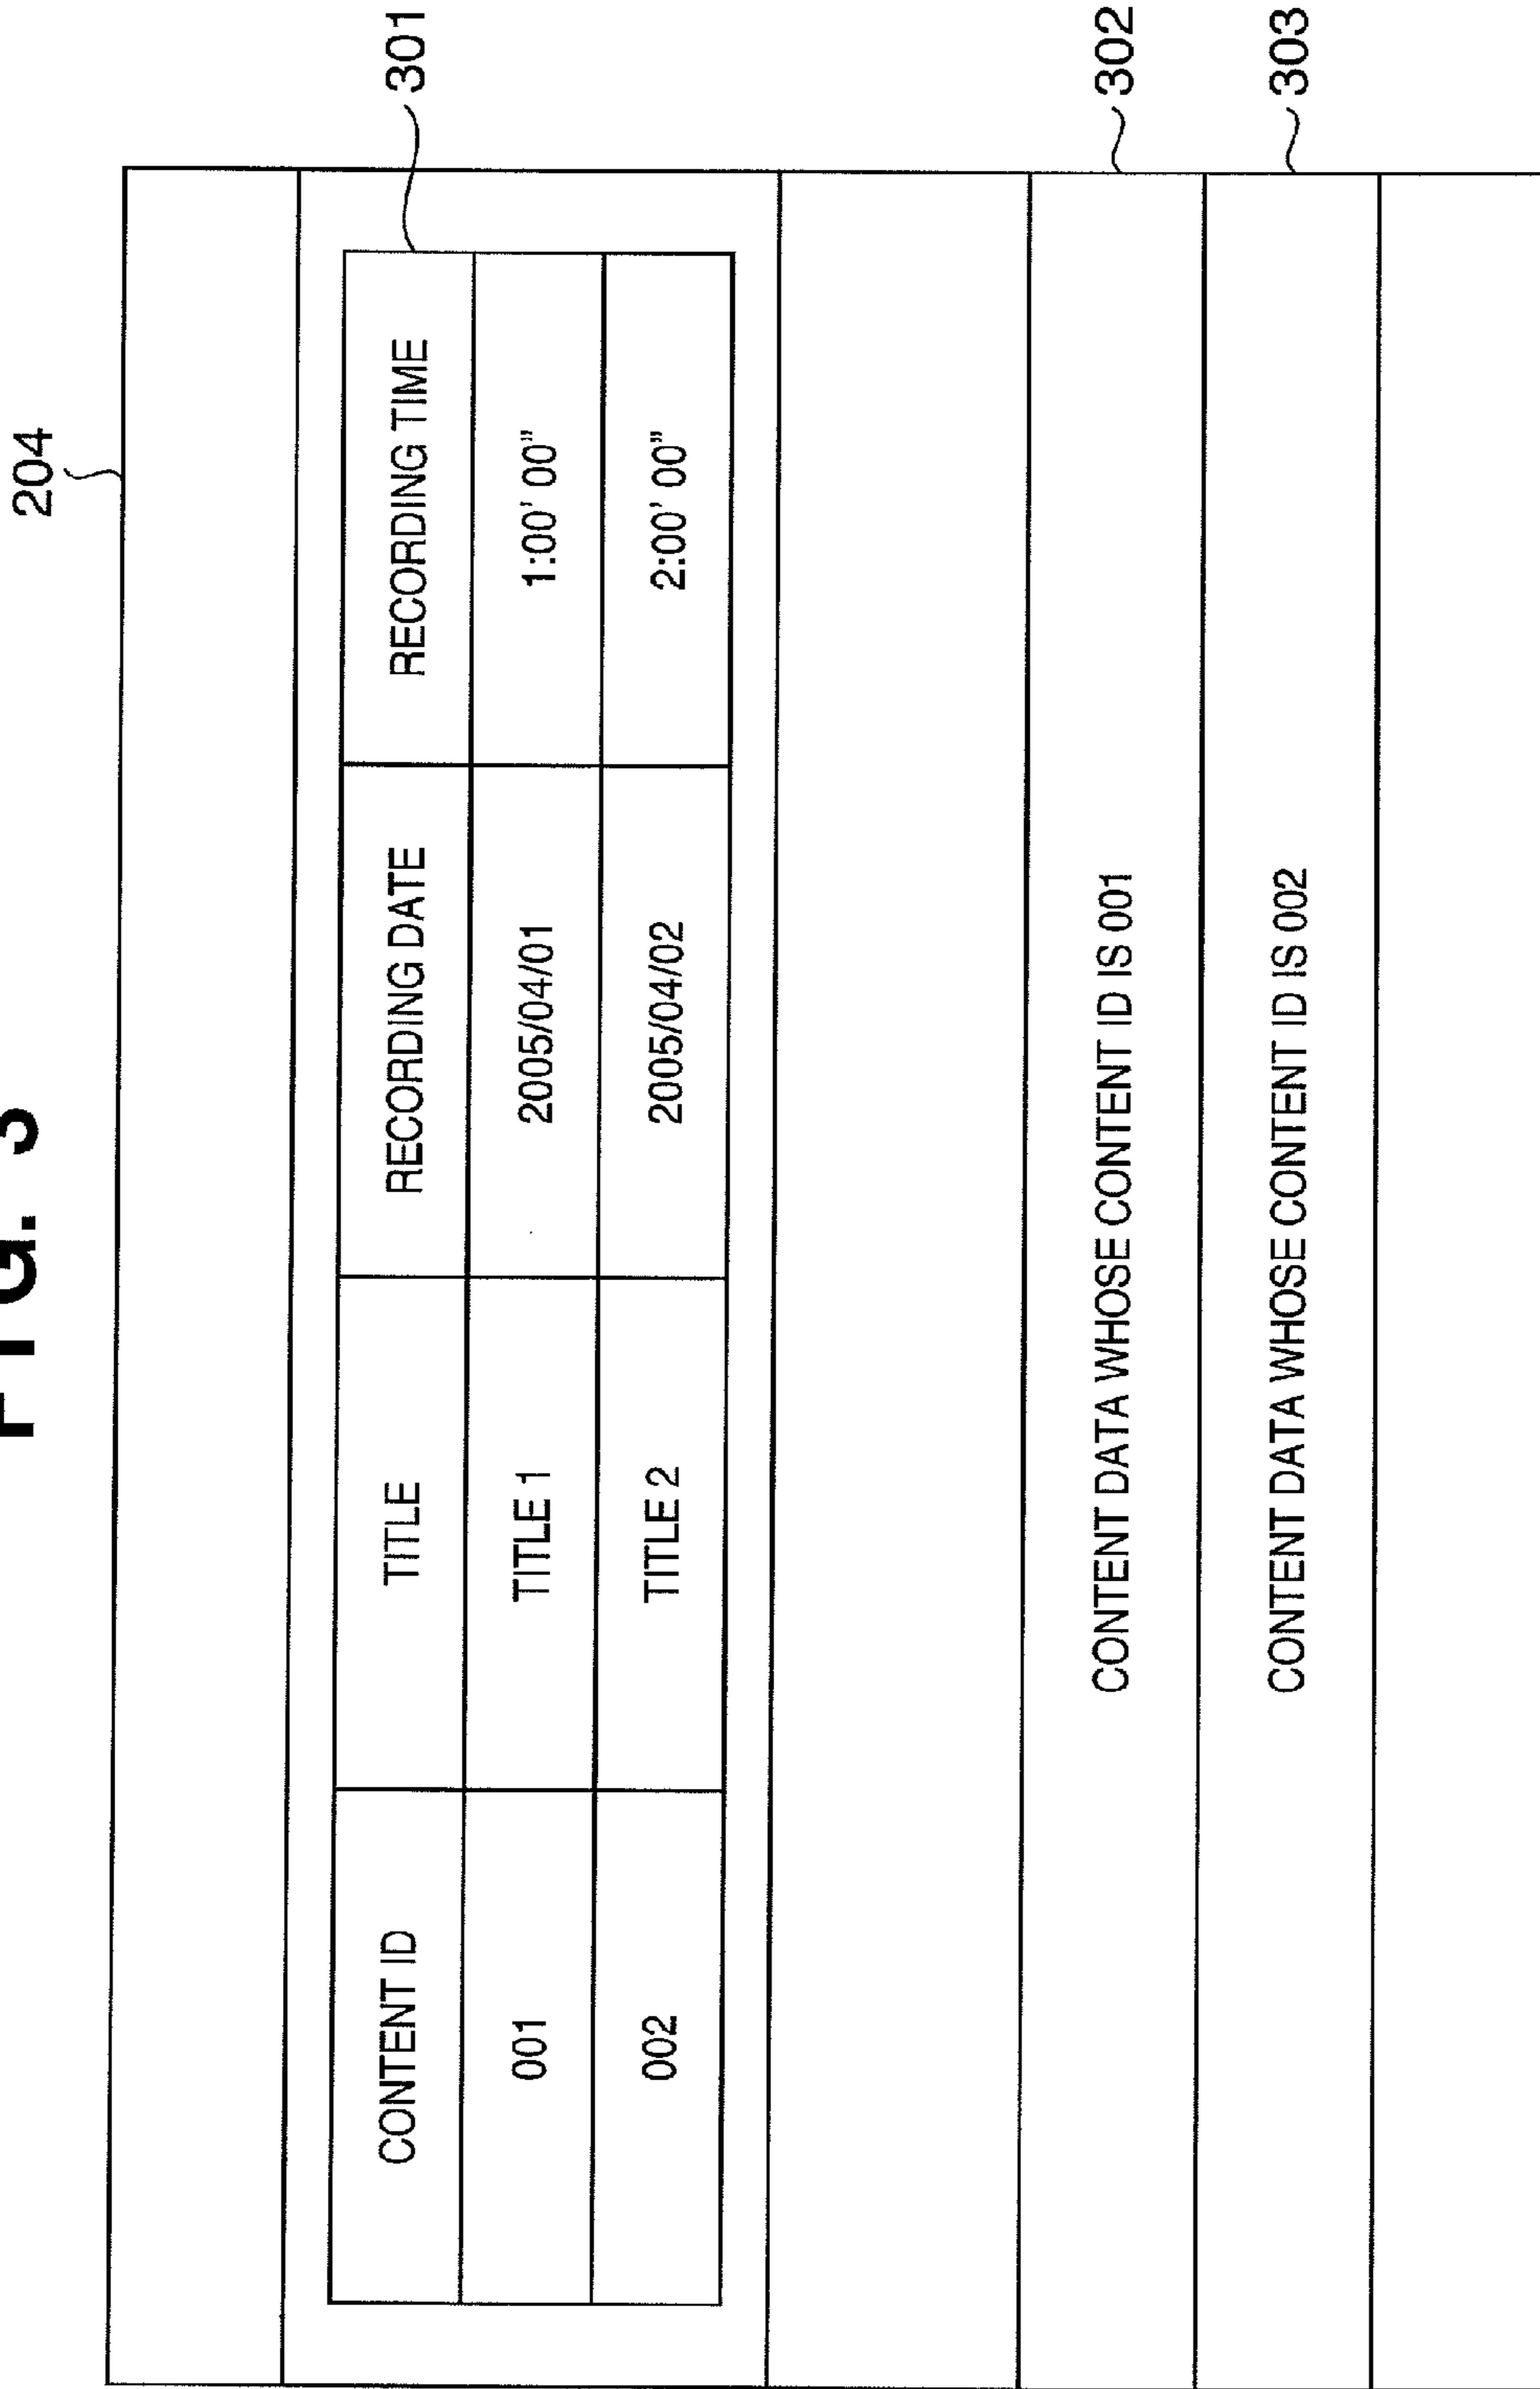 FIG. 3
204
301
CONTENT ID TITLE RECORDING DATE RECORDING TIME
001 TITLE 1 2005/04/01 1:00' 00"
002 TITLE 2 2005/04/02 2:00' 00"
CONTENT DATA WHOSE CONTENT ID IS 001 302
CONTENT DATA WHOSE CONTENT ID IS 002 303